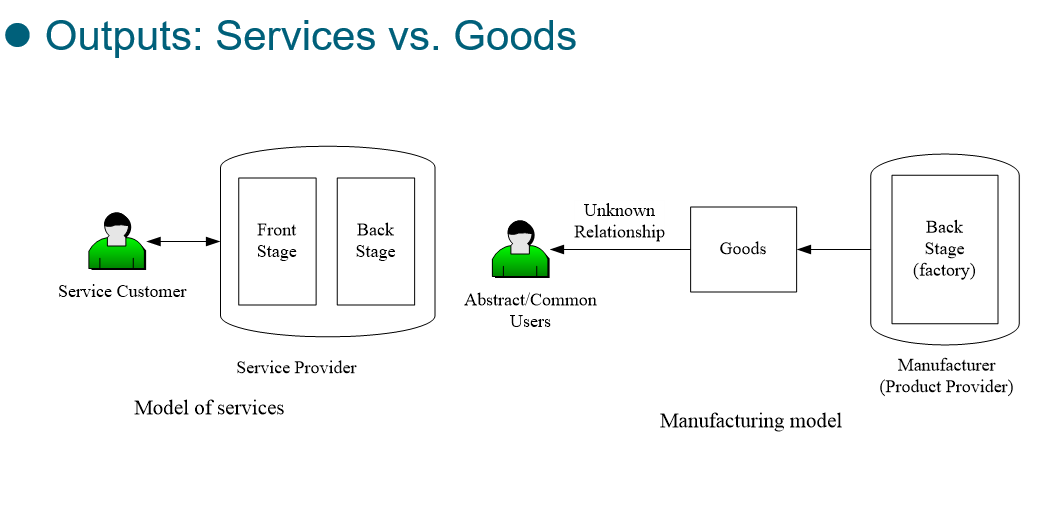 Outputs: Services vs. Goods
Front
Stage
Back
Stage
Service Customer
Service Provider
Model of services
Unknown
Relationship
Abstract/Common
Users
Goods
Back
Stage
(factory)
Manufacturer
(Product Provider)
Manufacturing model